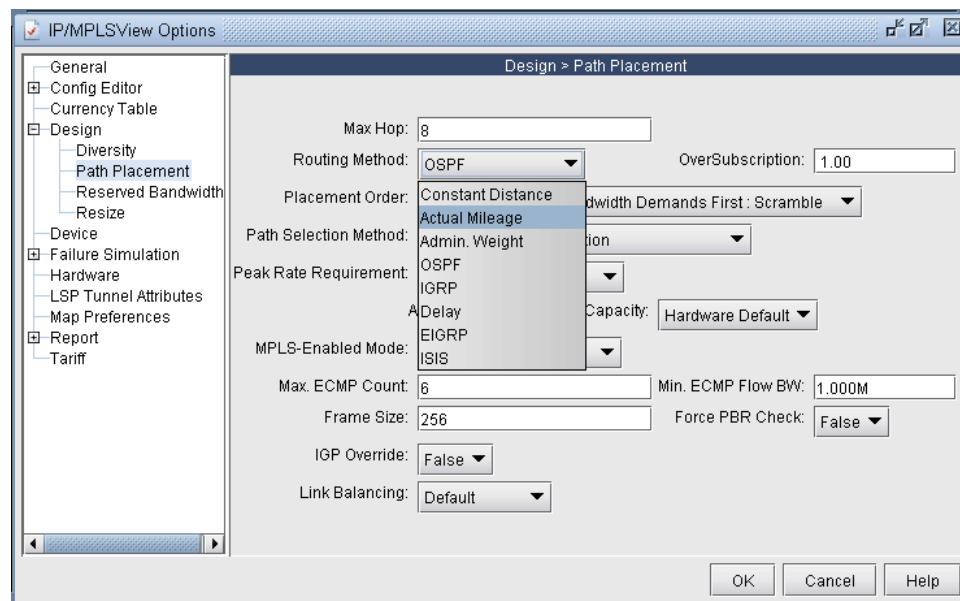 IP/MPLSView Options
General
Config Editor
Currency Table
Design
Diversity
Path Placement
Reserved Bandwidth
Resize
Device
Failure Simulation
Hardware
LSP Tunnel Attributes
Map Preferences
Report
Tariff
Design > Path Placement
Max Hop: 8
Routing Method: OSPF OverSubscription: 1.00
Constant Distance
Actual Mileage
Admin. Weight
OSPF
IGRP
Delay
EIGRP
ISIS
Placement Order: Demands First : Scramble
Path Selection Method:
Peak Rate Requirement:
Capacity: Hardware Default
MPLS-Enabled Mode:
Max. ECMP Count: 6 Min. ECMP Flow BW: 1.000M
Frame Size: 256 Force PBR Check: False
IGP Override: False
Link Balancing: Default
OK Cancel Help